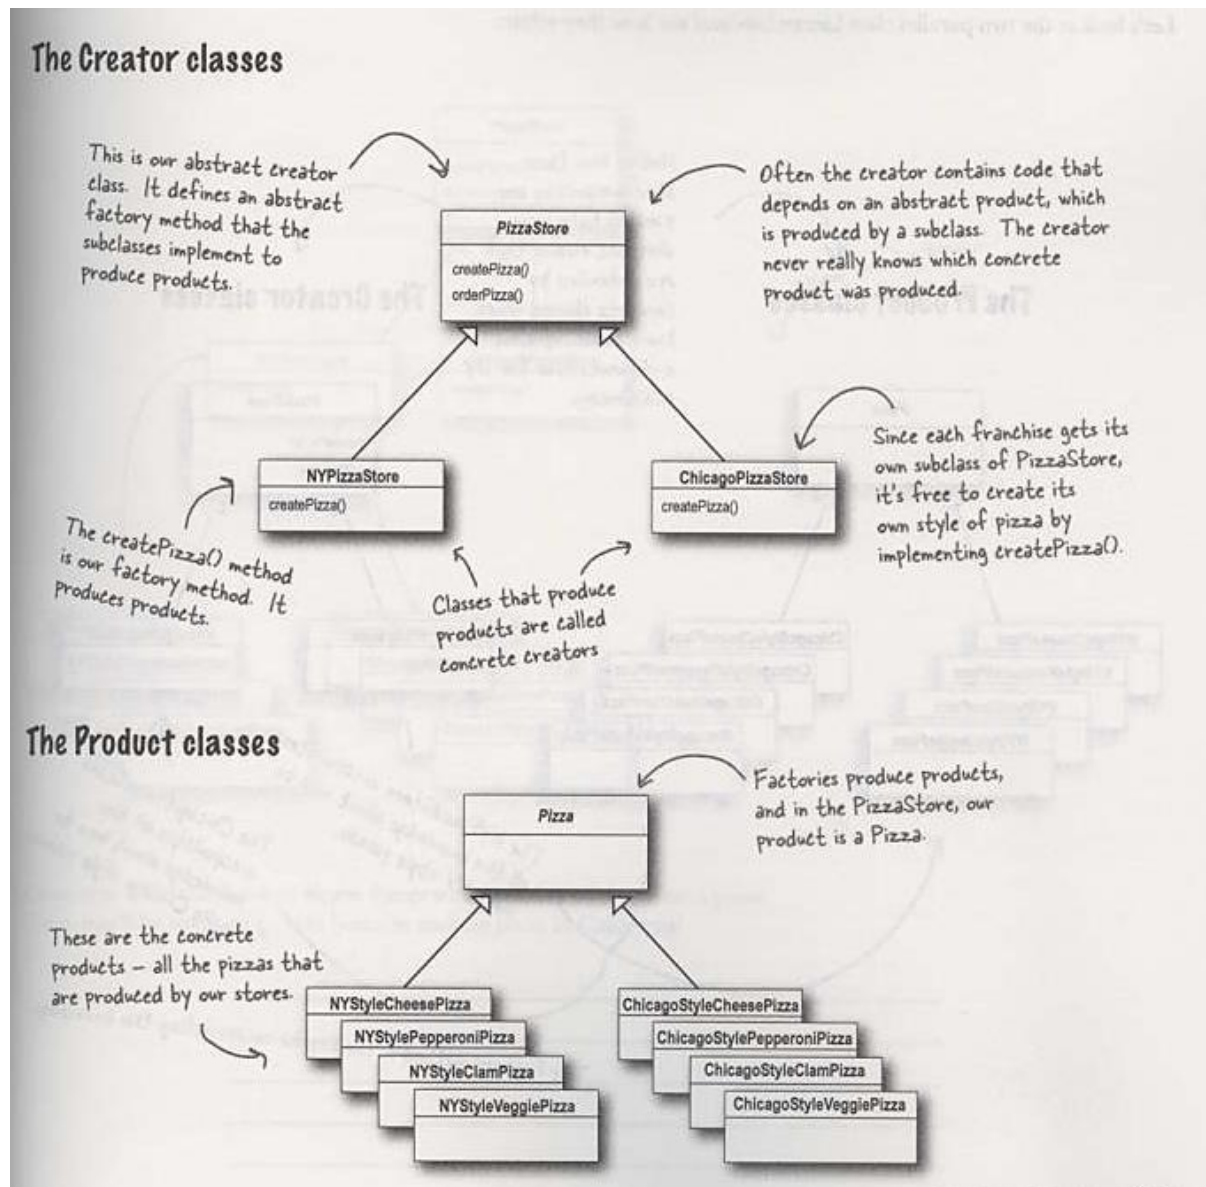 The Creator classes
This is our abstract creator
class. It defines an abstract
factory method that the
subclasses implement to
produce products.
PizzaStore
createPizza()
orderPizza()
Often the creator contains code that
depends on an abstract product, which
is produced by a subclass. The creator
never really knows which concrete
product was produced.
NYPizzaStore
createPizza()
ChicagoPizzaStore
createPizza()
Since each franchise gets its
own subclass of PizzaStore,
it's free to create its
own style of pizza by
implementing createPizza().
The createPizza() method
is our factory method. It
produces products.
Classes that produce
products are called
concrete creators
The Product classes
Pizza
Factories produce products,
and in the PizzaStore, our
product is a Pizza.
These are the concrete
products – all the pizzas that
are produced by our stores.
NYStyleCheesePizza
NYStylePepperoniPizza
NYStyleClamPizza
NYStyleVeggiePizza
ChicagoStyleCheesePizza
ChicagoStylePepperoniPizza
ChicagoStyleClamPizza
ChicagoStyleVeggiePizza